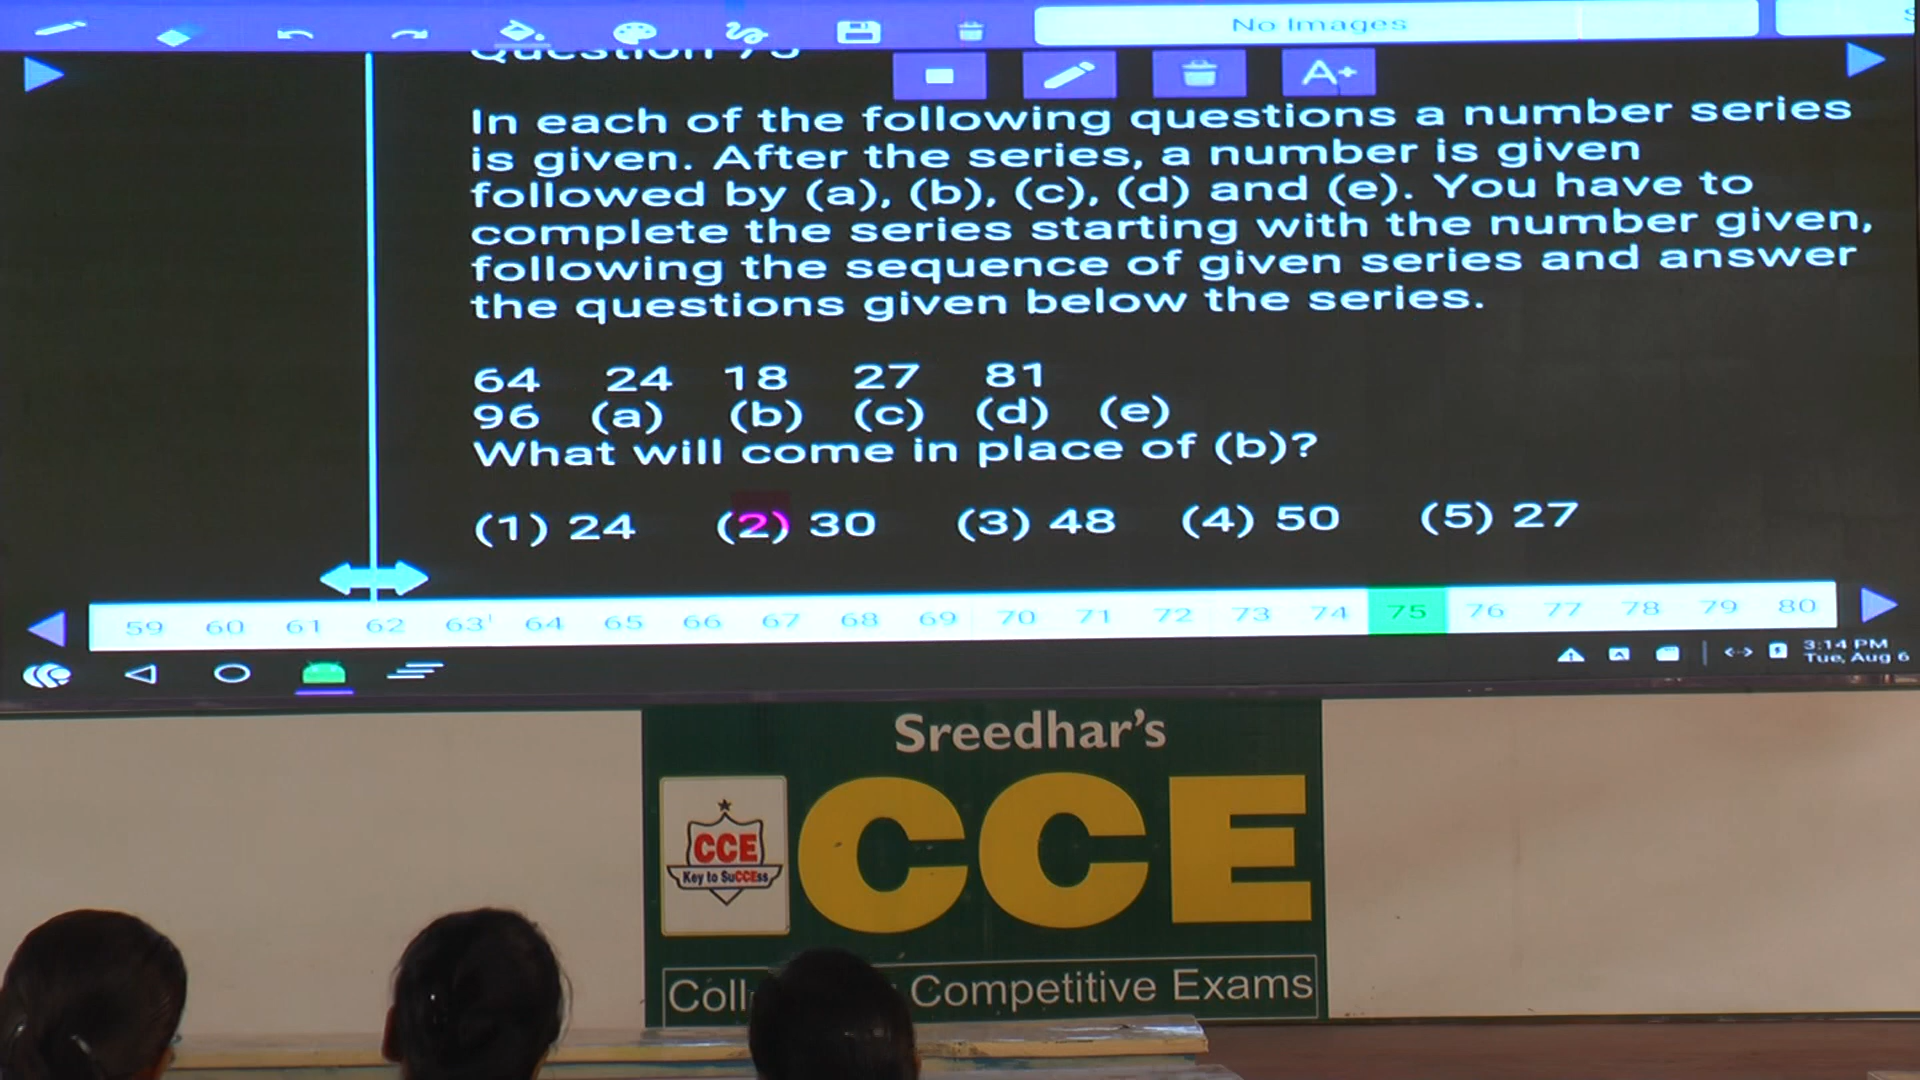 No Images
Question 75
A+
In each of the following questions a number series
is given. After the series, a number is given
followed by (a), (b), (c), (d) and (e). You have to
complete the series starting with the number given,
following the sequence of given series and answer
the questions given below the series.
64 24 18 27 81
96 (a) (b) (c) (d) (e)
What will come in place of (b)?
(1) 24 (2) 30 (3) 48 (4) 50 (5) 27
59 60 61 62 63 64 65 66 67 68 69 70 71 72 73 74 75 76 77 78 79 80
3:14 PM
Tue, Aug 6
Sreedhar's
CCE
CCE
Key to SuCCEss
Competitive Exams